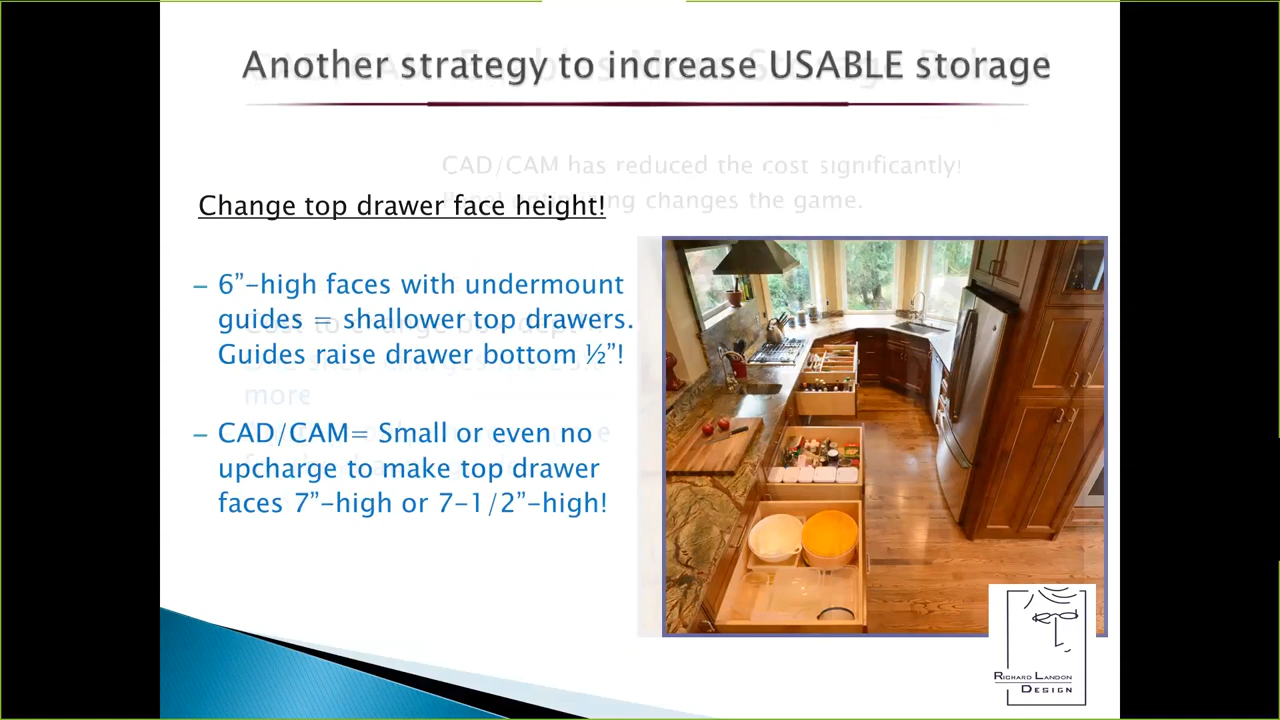 Another strategy to increase USABLE storage
CAD/CAM has reduced the cost significantly!
changes the game.
Change top drawer face height!
– 6”-high faces with undermount
guides = shallower top drawers.
Guides raise drawer bottom ½”!
more
– CAD/CAM= Small or even no
upcharge to make top drawer
faces 7”-high or 7-1/2”-high!
RICHARD LANDON
DESIGN